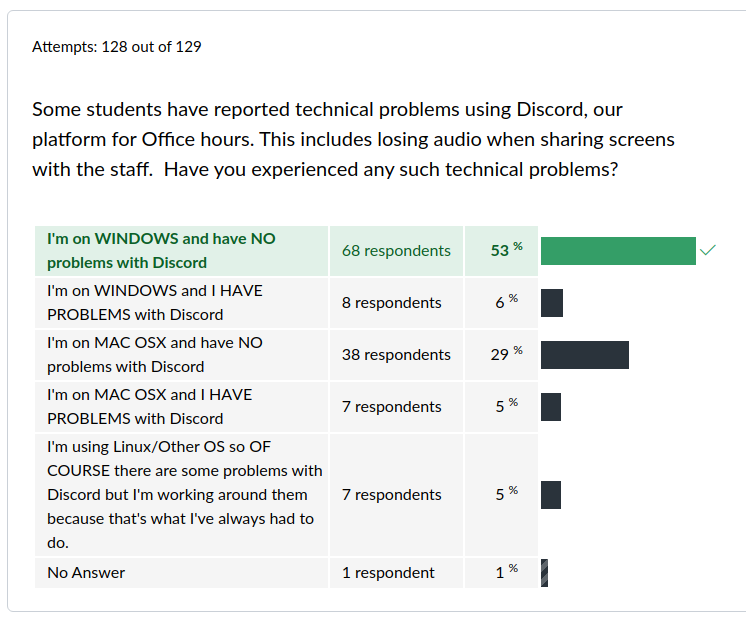 Attempts: 128 out of 129
Some students have reported technical problems using Discord, our
platform for Office hours. This includes losing audio when sharing screens
with the staff.  Have you experienced any such technical problems?
I'm on WINDOWS and have NO
problems with Discord
68 respondents
53 %
I'm on WINDOWS and I HAVE
PROBLEMS with Discord
8 respondents
6 %
I'm on MAC OSX and have NO
problems with Discord
38 respondents
29 %
I'm on MAC OSX and I HAVE
PROBLEMS with Discord
7 respondents
5 %
I'm using Linux/Other OS so OF
COURSE there are some problems with
Discord but I'm working around them
because that's what I've always had to
do.
7 respondents
5 %
No Answer
1 respondent
1 %